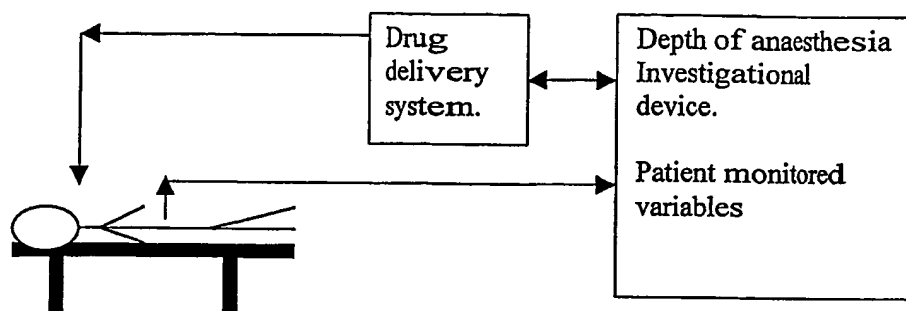 Drug
delivery
system.
Depth of anaesthesia
Investigational
device.
Patient monitored
variables